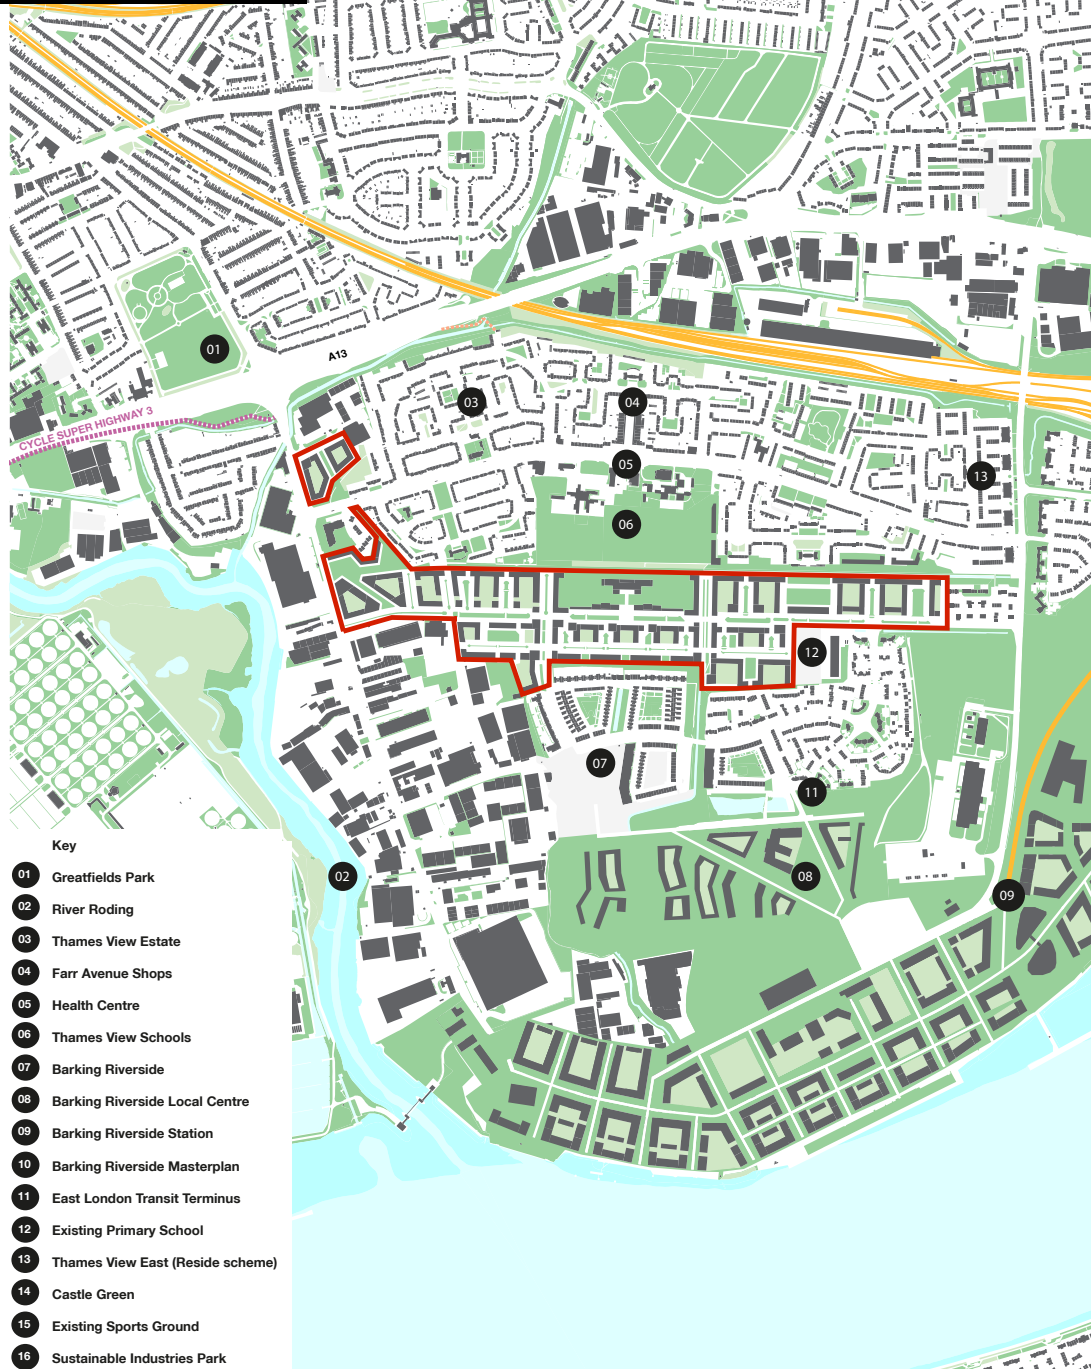 01
A13
CYCLE SUPER HIGHWAY 3
03
04
05
13
06
12
07
11
02
08
09
Key
01 Greatfields Park
02 River Roding
03 Thames View Estate
04 Farr Avenue Shops
05 Health Centre
06 Thames View Schools
07 Barking Riverside
08 Barking Riverside Local Centre
09 Barking Riverside Station
10 Barking Riverside Masterplan
11 East London Transit Terminus
12 Existing Primary School
13 Thames View East (Reside scheme)
14 Castle Green
15 Existing Sports Ground
16 Sustainable Industries Park